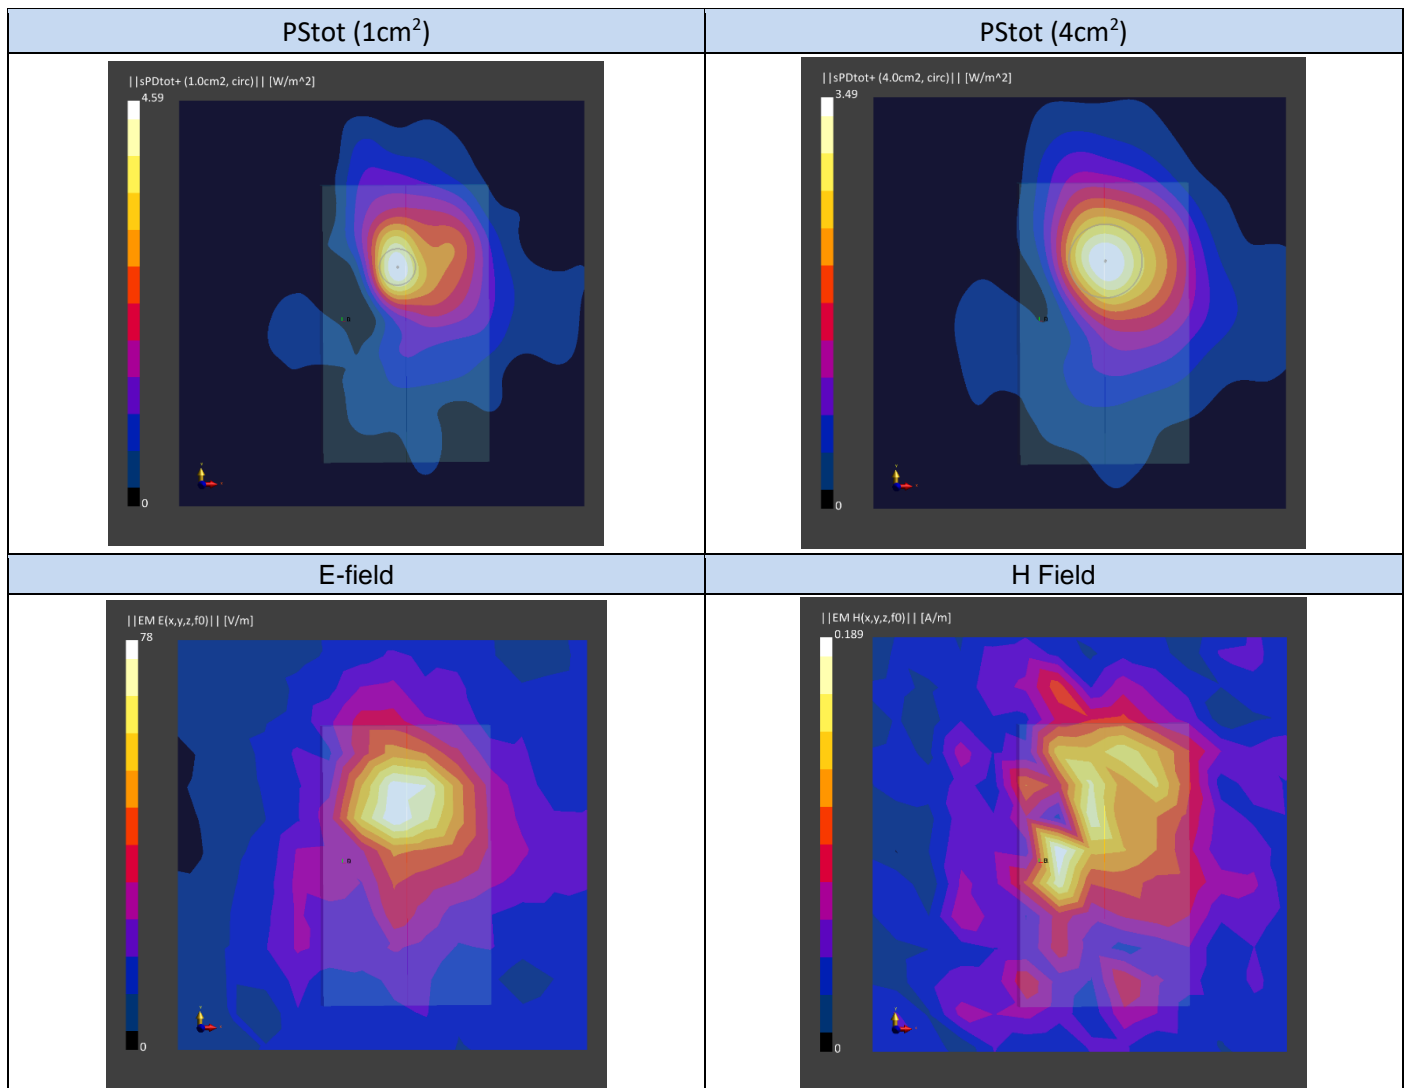 PStot (1cm²)
PStot (4cm²)
||sPDtot+ (1.0cm2, circ)|| [W/m^2]
4.59
0
||sPDtot+ (4.0cm2, circ)|| [W/m^2]
3.49
0
E-field
H Field
||EM E(x,y,z,f0)|| [V/m]
78
0
||EM H(x,y,z,f0)|| [A/m]
0.189
0